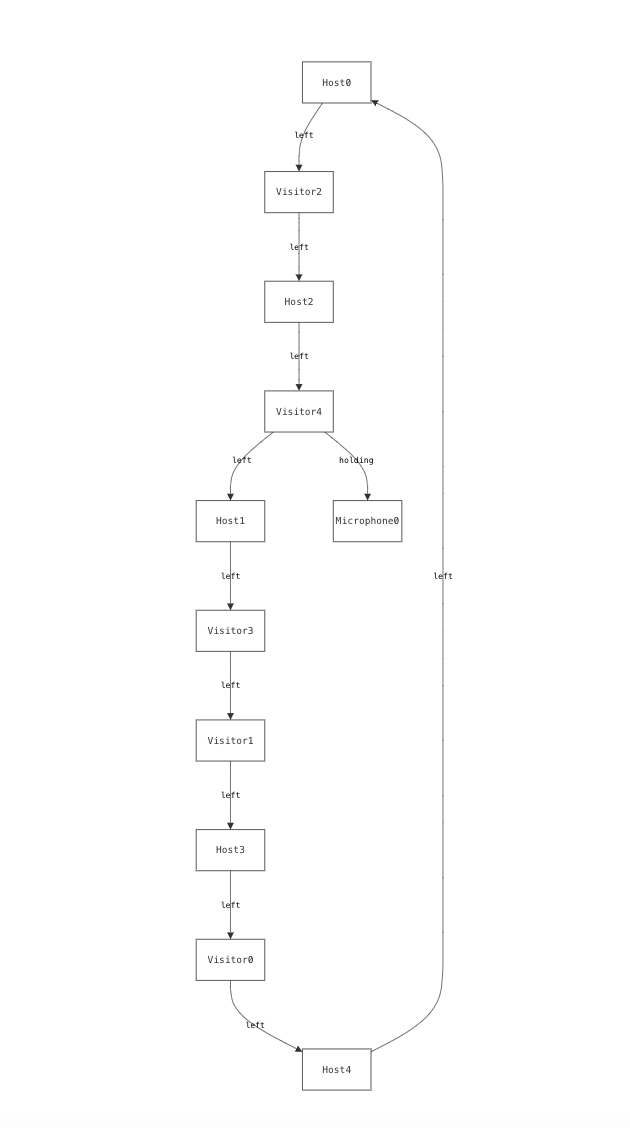 Host0
left
Visitor2
left
Host2
left
Visitor4
left
holding
Host1
Microphone0
left
left
Visitor3
left
Visitor1
left
Host3
left
Visitor0
left
Host4